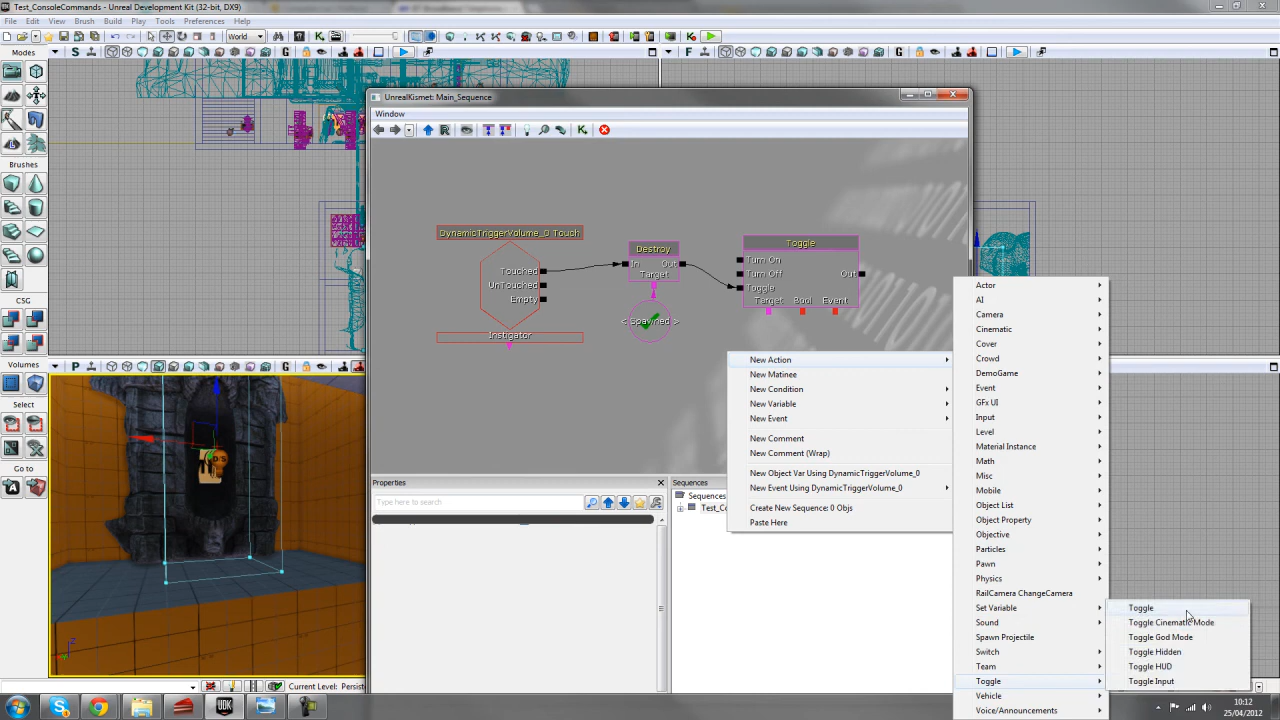 Test_ConsoleCommands - Unreal Development Kit (32-bit, DX9)
File Edit View Brush Build Play Tools Preferences Help
World
Modes
Brushes
CSG
Volumes
Select
Go to
P
G
F
G
UnrealKismet: Main_Sequence
Window
DynamicTriggerVolume_0 Touch
Touched
UnTouched
Empty
Instigator
Destroy
In Out
Target
< Spawned >
Toggle
Turn On
Turn Off
Toggle
Out
Target Bool Event
Properties
Type here to search
Sequences
Sequences
New Action
New Matinee
New Condition
New Variable
New Event
New Comment
New Comment (Wrap)
New Object Var Using DynamicTriggerVolume_0
New Event Using DynamicTriggerVolume_0
Create New Sequence: 0 Objs
Paste Here
Actor
AI
Camera
Cinematic
Cover
Crowd
DemoGame
Event
GFx UI
Input
Level
Material Instance
Math
Misc
Mobile
Object List
Object Property
Objective
Particles
Pawn
Physics
RailCamera ChangeCamera
Set Variable
Sound
Spawn Projectile
Switch
Team
Toggle
Vehicle
Voice/Announcements
Toggle
Toggle Cinematic Mode
Toggle God Mode
Toggle Hidden
Toggle HUD
Toggle Input
Current Level: Persist
UDK
10:12
25/04/2012